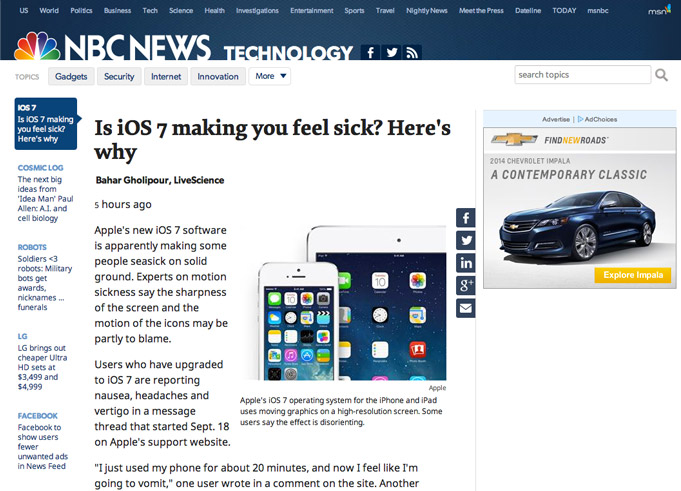 US World Politics Business Tech Science Health Investigations Entertainment Sports Travel Nightly News Meet the Press Dateline TODAY msnbc
msn
NBC NEWS TECHNOLOGY
TOPICS Gadgets Security Internet Innovation More
search topics
IOS 7
Is iOS 7 making
you feel sick?
Here's why
COSMIC LOG
The next big
ideas from
'Idea Man' Paul
Allen: A.I. and
cell biology
ROBOTS
Soldiers <3
robots: Military
bots get
awards,
nicknames ...
funerals
LG
LG brings out
cheaper Ultra
HD sets at
$3,499 and
$4,999
FACEBOOK
Facebook to
show users
fewer
unwanted ads
in News Feed
Is iOS 7 making you feel sick? Here's
why
Bahar Gholipour, LiveScience
5 hours ago
Apple's new iOS 7 software
is apparently making some
people seasick on solid
ground. Experts on motion
sickness say the sharpness
of the screen and the
motion of the icons may be
partly to blame.
Users who have upgraded
to iOS 7 are reporting
nausea, headaches and
vertigo in a message
thread that started Sept. 18
on Apple's support website.
"I just used my phone for about 20 minutes, and now I feel like I'm
going to vomit," one user wrote in a comment on the site. Another
Apple
Apple's iOS 7 operating system for the iPhone and iPad
uses moving graphics on a high-resolution screen. Some
users say the effect is disorienting.
Advertise | AdChoices
CHEVROLET
FIND NEW ROADS
2014 CHEVROLET IMPALA
A CONTEMPORARY CLASSIC
Explore Impala